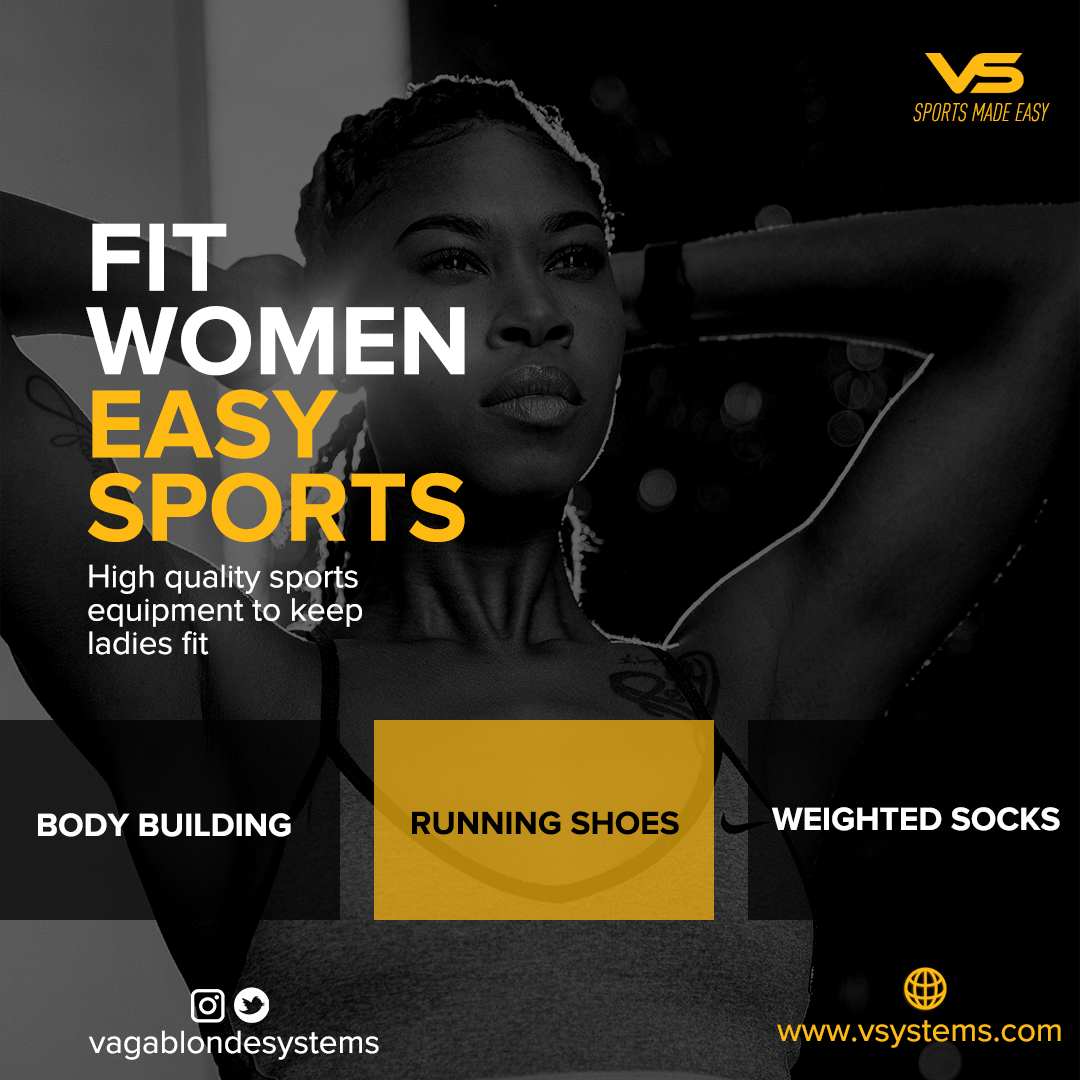 VS
SPORTS MADE EASY
FIT
WOMEN
EASY
SPORTS
High quality sports
equipment to keep
ladies fit
BODY BUILDING
RUNNING SHOES
WEIGHTED SOCKS
vagablondesystems
www.vsystems.com